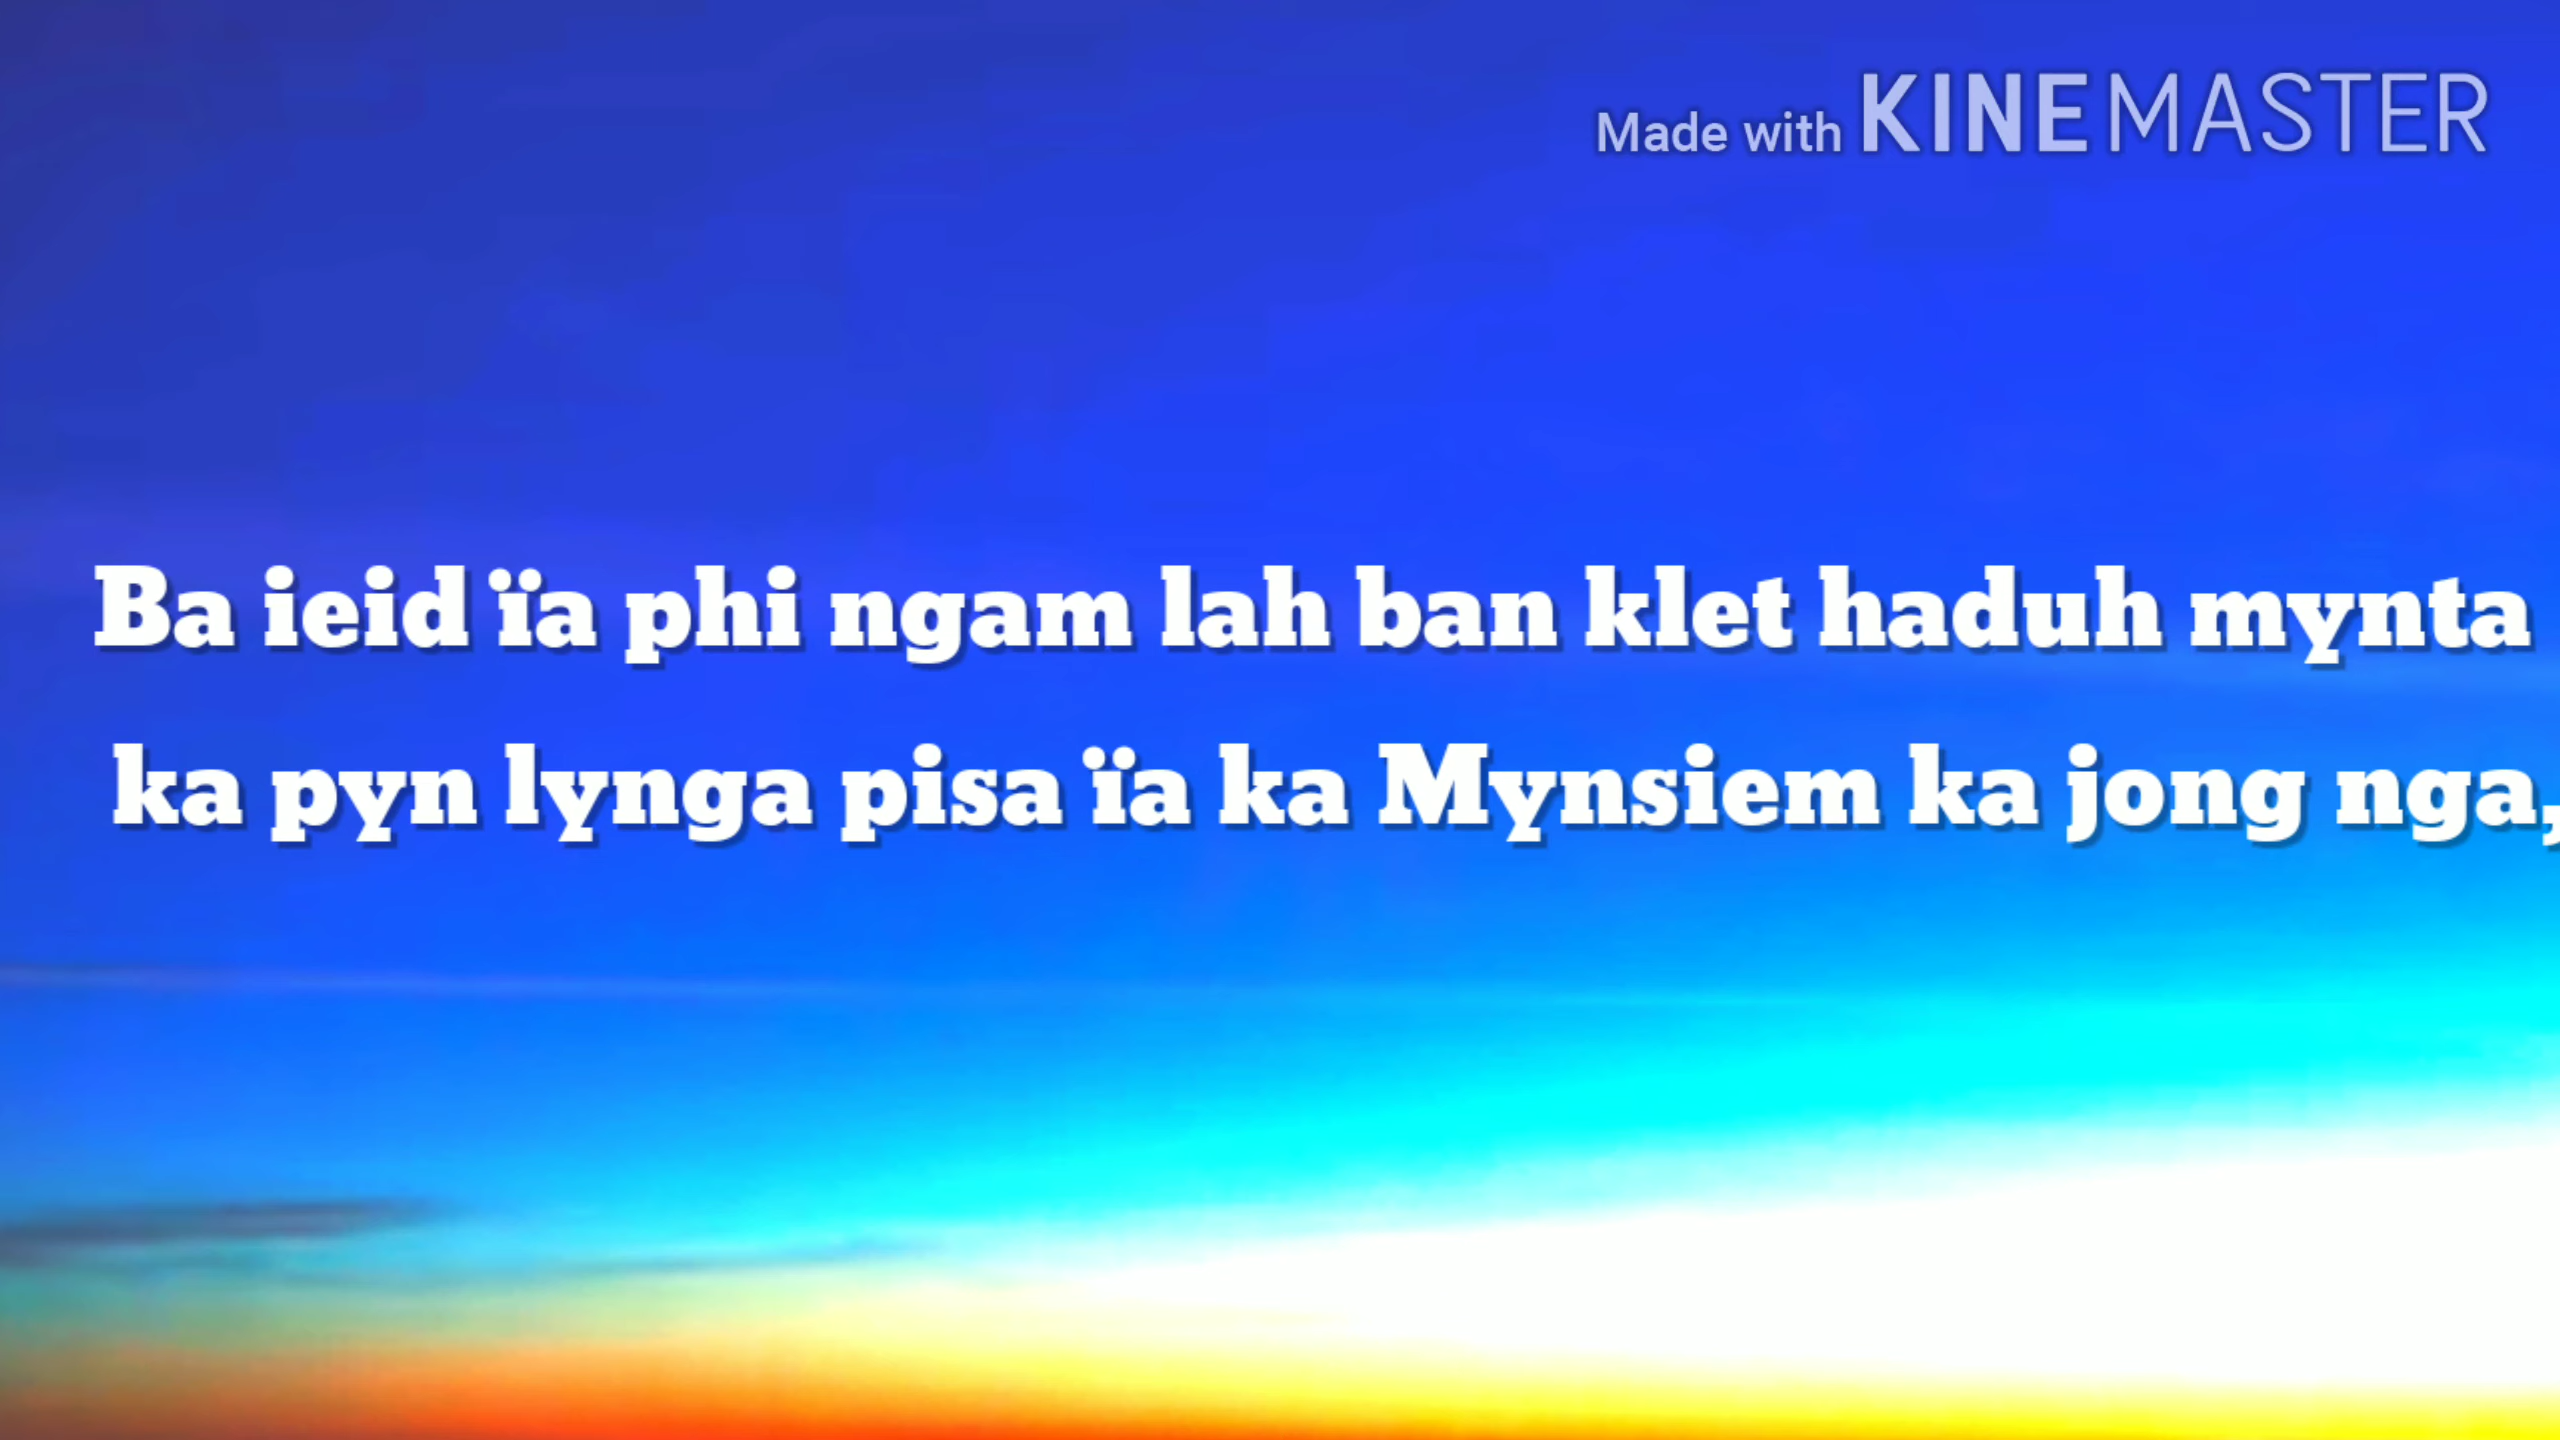 Made with KINEMASTER
Ba ieid ïa phi ngam lah ban klet haduh mynta
ka pyn lynga pisa ïa ka Mynsiem ka jong nga,